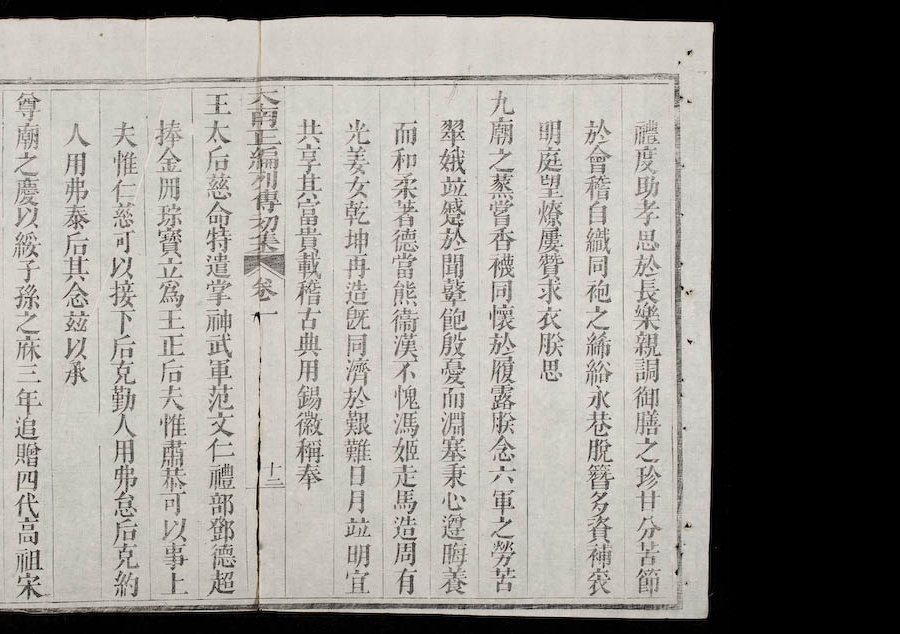 禮度助孝思於長樂親調御膳之珍甘分苦節
於會稽自織同袍之絺綌永巷脫簪多資補袞
明庭望燎屢贊求衣朕思
九廟之蒸嘗香襪同懷於履露朕念六軍之勞苦
翠娥竝蹙於聞鼙飽殷憂而淵塞秉心遵晦養
而和柔著德當熊衞漢不愧馮姬走馬造周有
光姜女乾坤再造旣同濟於艱難日月竝明宜
共享其富貴載稽古典用錫徽稱奉
大南正編列傳初集 卷一 十二
王太后慈命特遣掌神武軍范文仁禮部鄧德超
捧金册琮寶立爲王正后夫惟肅恭可以事上
夫惟仁慈可以接下后克勤人用弗怠后克約
人用弗泰后其念玆以承
尊廟之慶以綏子孫之庥三年追贈四代高祖宋